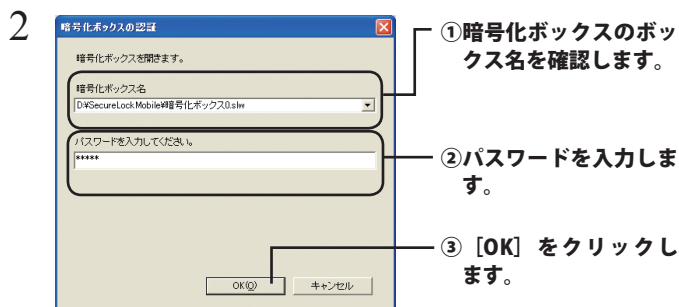 2
暗号化ボックスの認証
暗号化ボックスを開きます。
暗号化ボックス名
D:¥SecureLockMobile¥暗号化ボックス0.slw
パスワードを入力してください。
*****
OK(O)
キャンセル
①暗号化ボックスのボッ
クス名を確認します。
②パスワードを入力しま
す。
③［OK］をクリックし
ます。